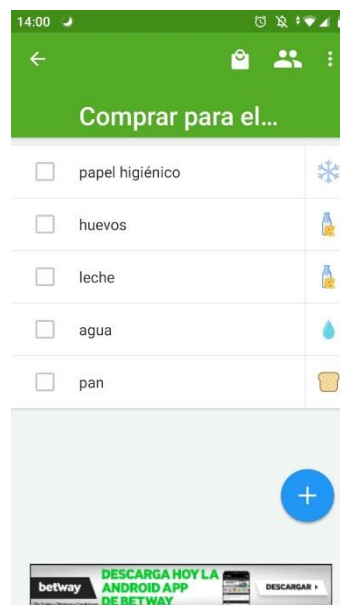 14:00
Comprar para el...
papel higiénico
huevos
leche
agua
pan
betway
DESCARGA HOY LA
ANDROID APP
DE BETWAY
DESCARGAR